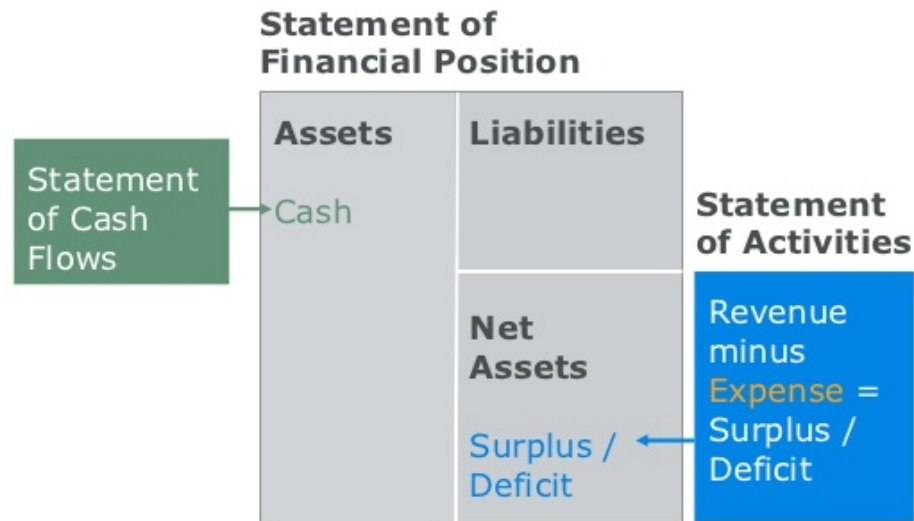 Statement of
Financial Position
Assets
Liabilities
Statement
of Cash
Flows
Cash
Statement
of Activities
Net
Assets
Surplus /
Deficit
Revenue
minus
Expense =
Surplus /
Deficit